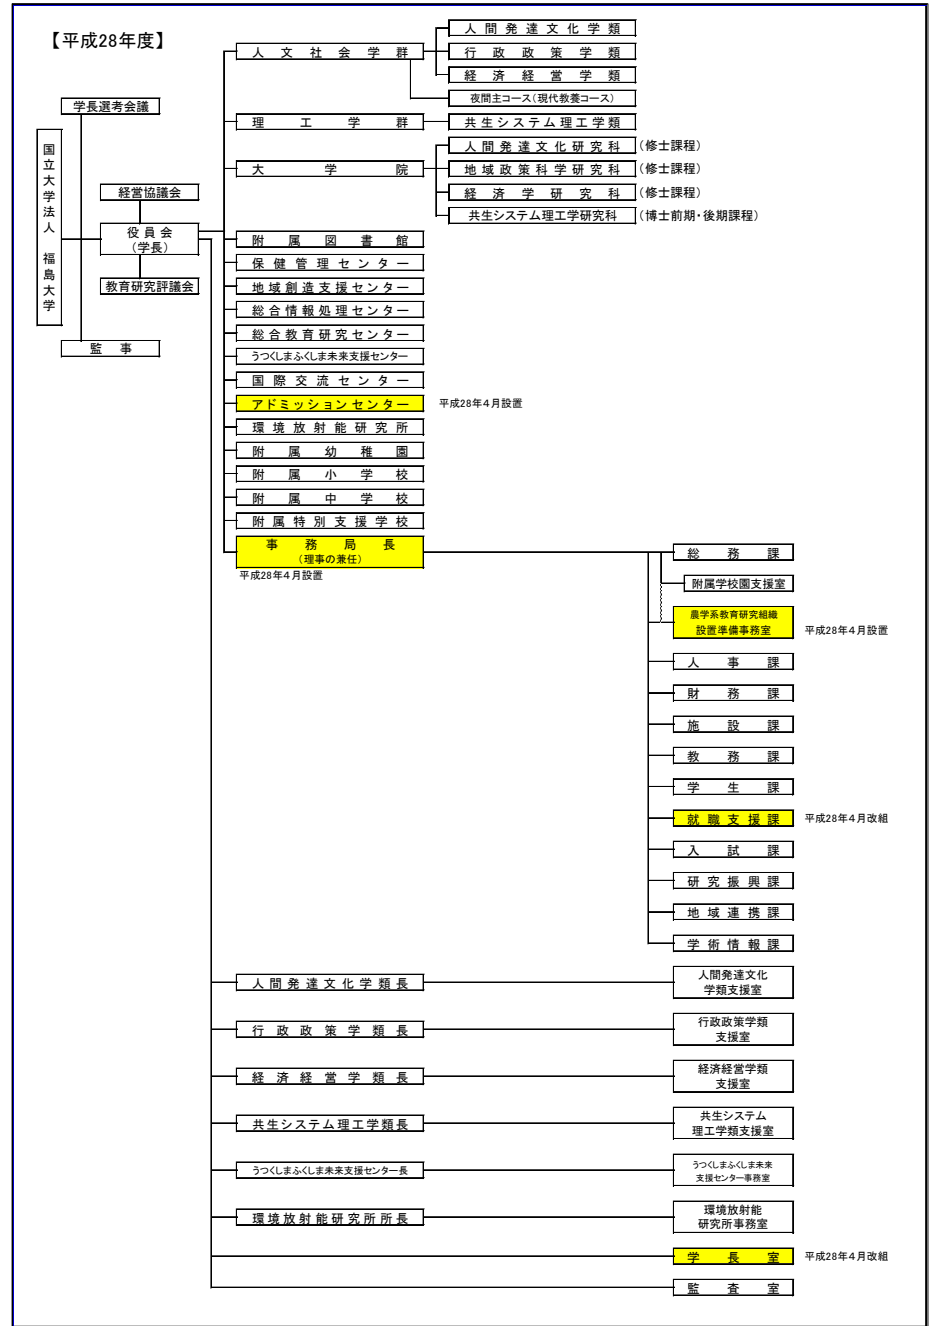 【平成28年度】
人文社会学群
人間発達文化学類
行政政策学類
経済経営学類
夜間主コース(現代教養コース)
学長選考会議
理工学群
共生システム理工学類
国立大学法人 福島大学
大学院
人間発達文化研究科
(修士課程)
地域政策科学研究科
(修士課程)
経済学研究科
(修士課程)
共生システム理工学研究科
(博士前期・後期課程)
経営協議会
役員会
(学長)
教育研究評議会
監事
附属図書館
保健管理センター
地域創造支援センター
総合情報処理センター
総合教育研究センター
うつくしまふくしま未来支援センター
国際交流センター
アドミッションセンター
平成28年4月設置
環境放射能研究所
附属幼稚園
附属小学校
附属中学校
附属特別支援学校
事務局長
(理事の兼任)
平成28年4月設置
総務課
附属学校園支援室
農学系教育研究組織
設置準備事務室
平成28年4月設置
人事課
財務課
施設課
教務課
学生課
就職支援課
平成28年4月改組
入試課
研究振興課
地域連携課
学術情報課
人間発達文化学類長
人間発達文化
学類支援室
行政政策学類長
行政政策学類
支援室
経済経営学類長
経済経営学類
支援室
共生システム理工学類長
共生システム
理工学類支援室
うつくしまふくしま未来支援センター長
うつくしまふくしま未来
支援センター事務室
環境放射能研究所所長
環境放射能
研究所事務室
学長室
平成28年4月改組
監査室